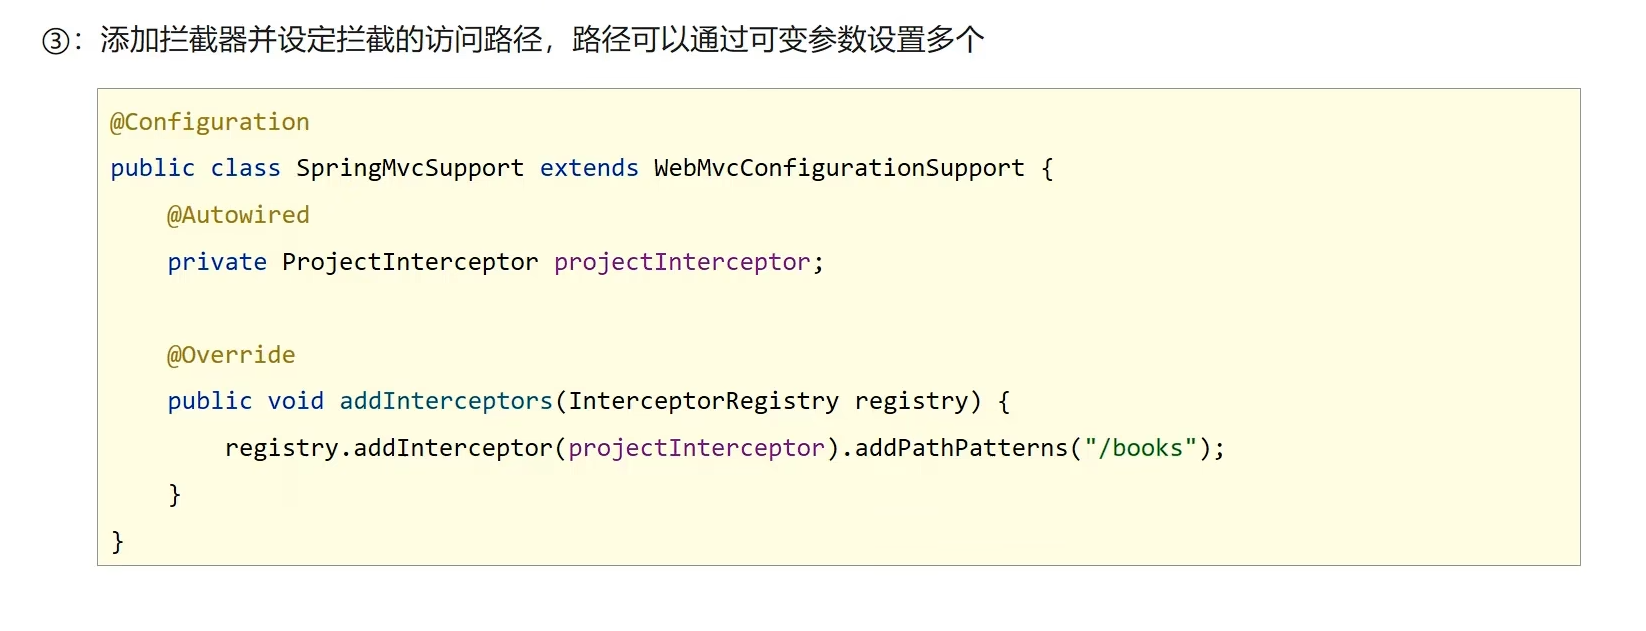 ③：添加拦截器并设定拦截的访问路径，路径可以通过可变参数设置多个
@Configuration
public class SpringMvcSupport extends WebMvcConfigurationSupport {
    @Autowired
    private ProjectInterceptor projectInterceptor;

    @Override
    public void addInterceptors(InterceptorRegistry registry) {
        registry.addInterceptor(projectInterceptor).addPathPatterns("/books");
    }
}